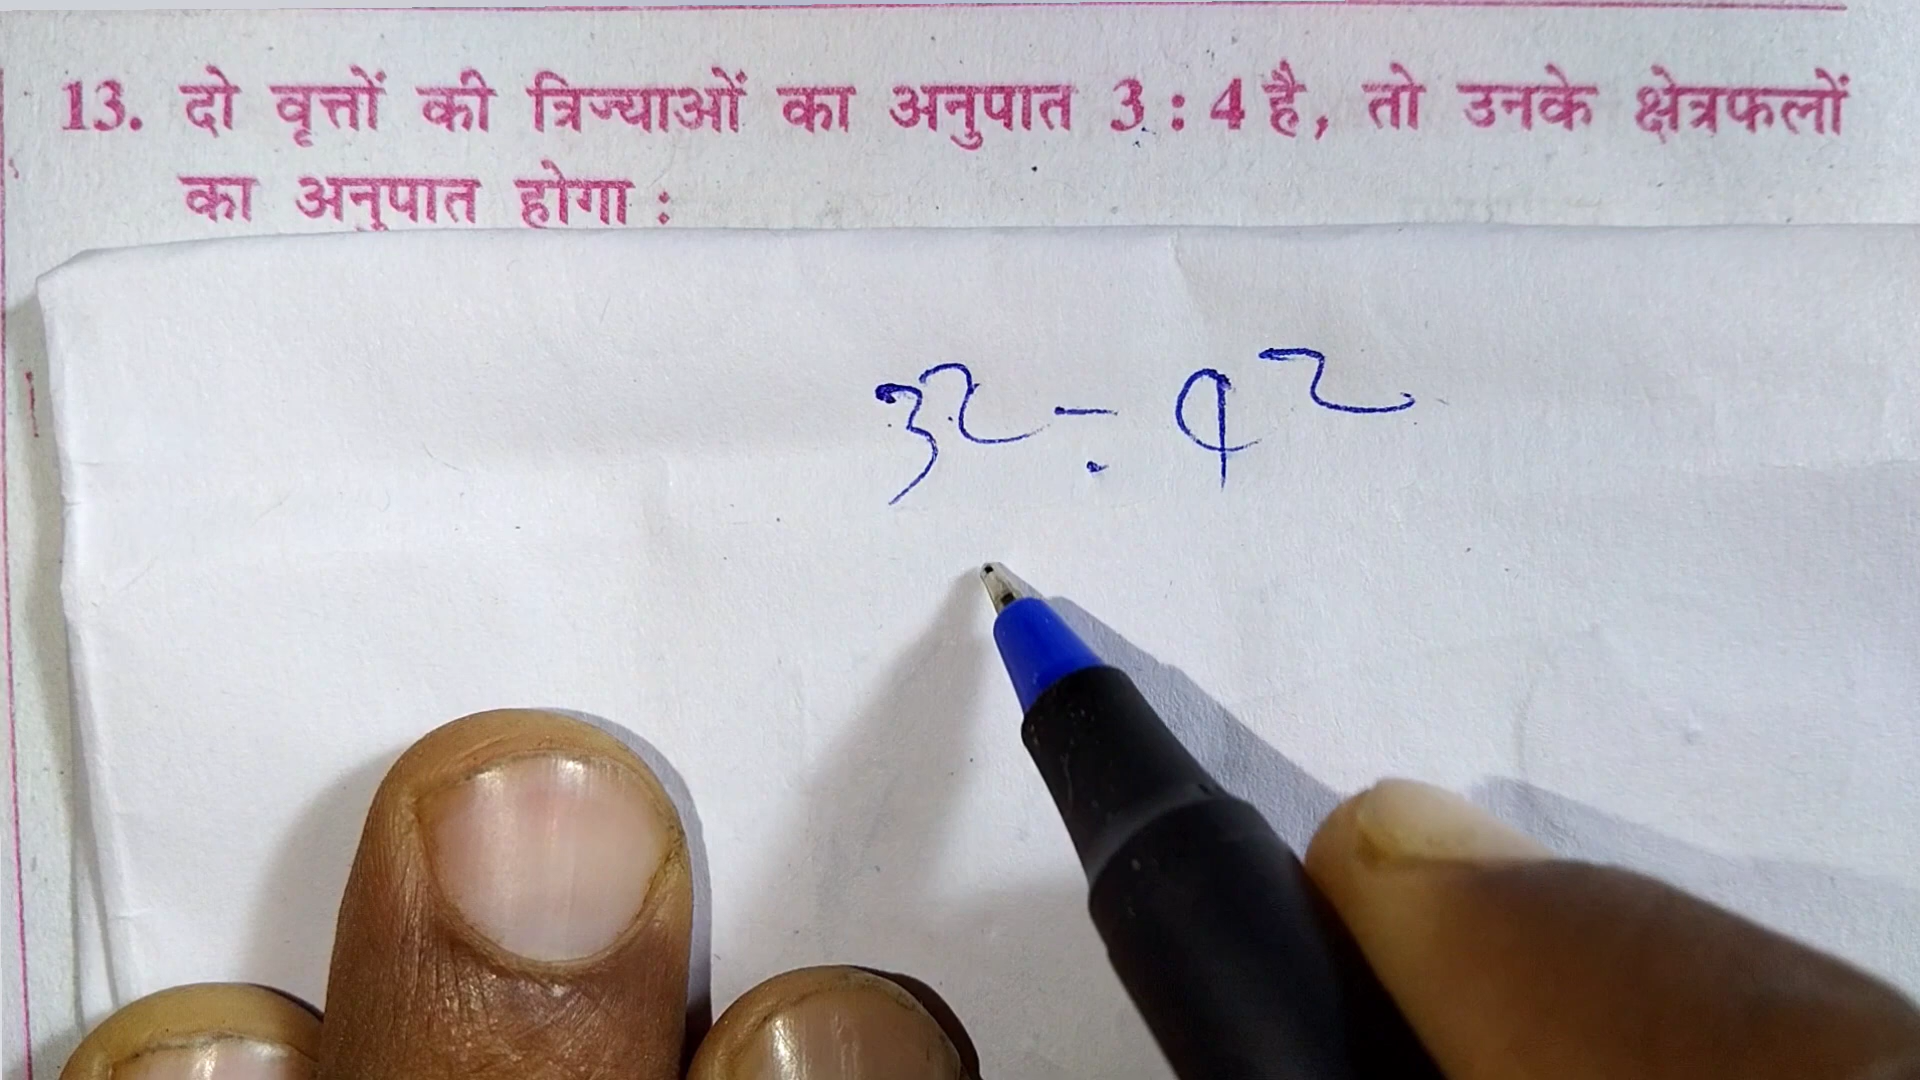 13. दो वृत्तों की त्रिज्याओं का अनुपात 3 : 4 है, तो उनके क्षेत्रफलों
का अनुपात होगा :
3² : 4²